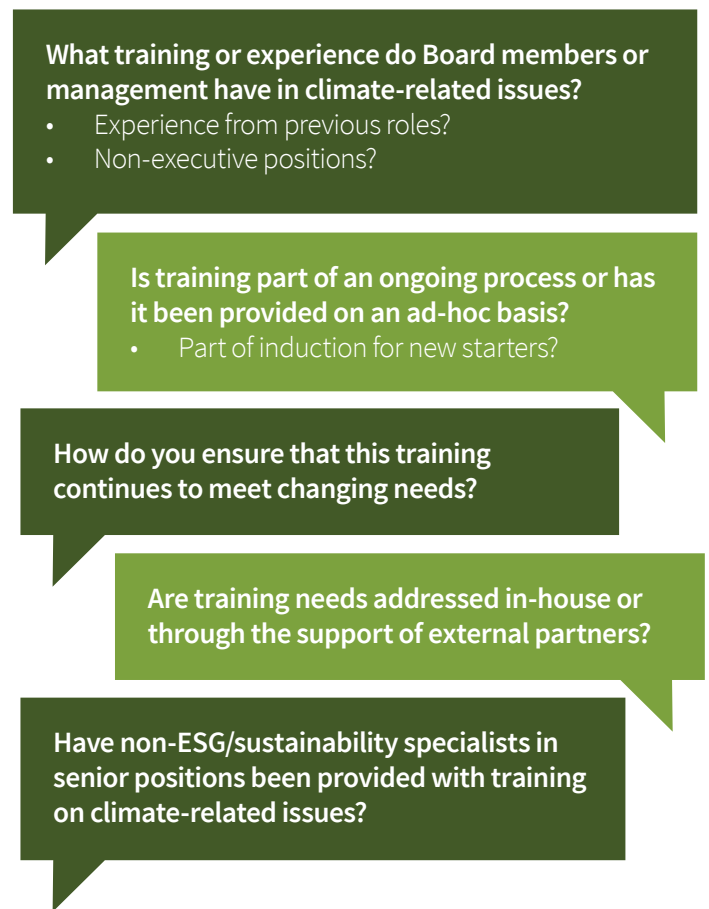 What training or experience do Board members or
management have in climate-related issues?
• Experience from previous roles?
• Non-executive positions?
Is training part of an ongoing process or has
it been provided on an ad-hoc basis?
• Part of induction for new starters?
How do you ensure that this training
continues to meet changing needs?
Are training needs addressed in-house or
through the support of external partners?
Have non-ESG/sustainability specialists in
senior positions been provided with training
on climate-related issues?